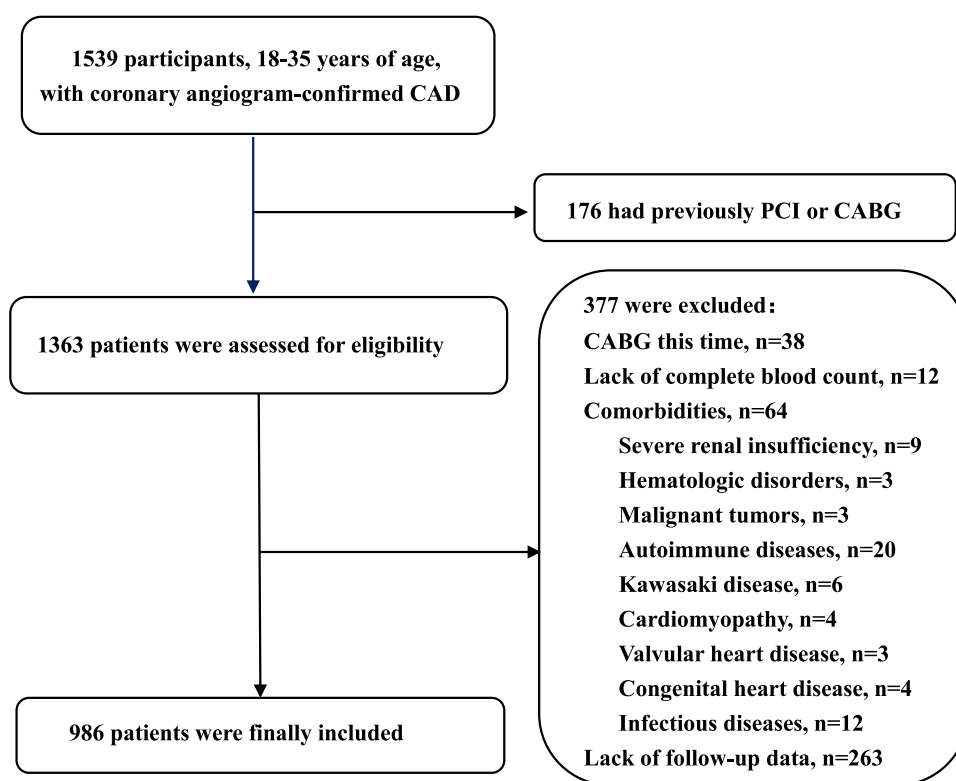 1539 participants, 18-35 years of age,
with coronary angiogram-confirmed CAD
176 had previously PCI or CABG
1363 patients were assessed for eligibility
377 were excluded：
CABG this time, n=38
Lack of complete blood count, n=12
Comorbidities, n=64
Severe renal insufficiency, n=9
Hematologic disorders, n=3
Malignant tumors, n=3
Autoimmune diseases, n=20
Kawasaki disease, n=6
Cardiomyopathy, n=4
Valvular heart disease, n=3
Congenital heart disease, n=4
Infectious diseases, n=12
Lack of follow-up data, n=263
986 patients were finally included